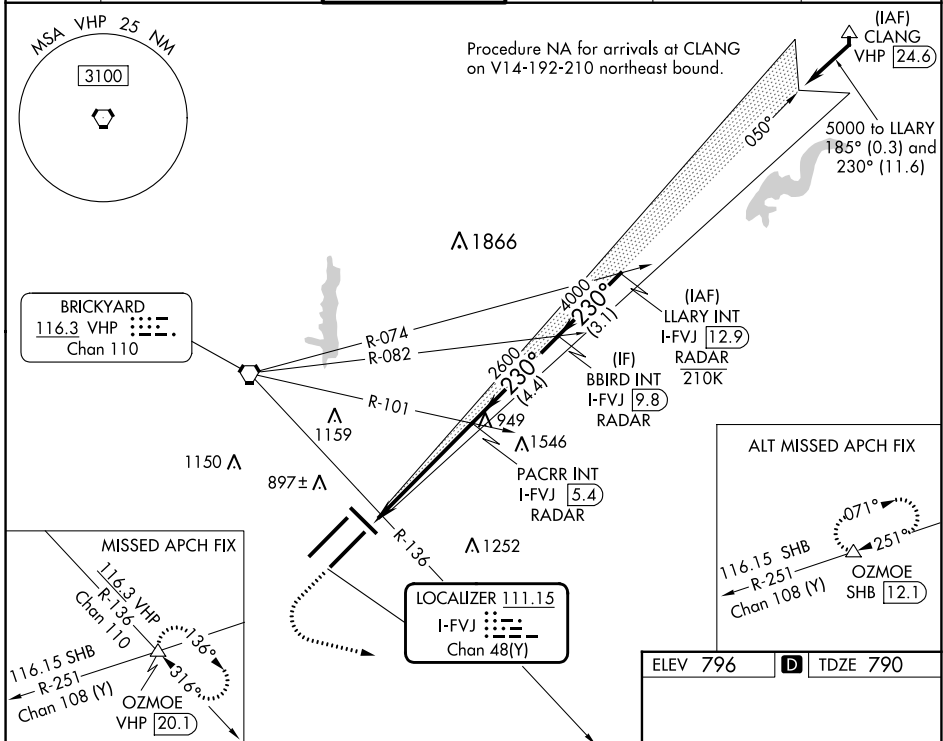 MSA VHP 25 NM
3100
Procedure NA for arrivals at CLANG
on V14-192-210 northeast bound.
(IAF)
CLANG
VHP 24.6
050°
5000 to LLARY
185° (0.3) and
230° (11.6)
1866
BRICKYARD
116.3 VHP
Chan 110
R-074
R-082
R-101
4000
230°
(3.1)
(IAF)
LLARY INT
I-FVJ 12.9
RADAR
210K
2600
230°
(4.4)
(IF)
BBIRD INT
I-FVJ 9.8
RADAR
949
1546
1159
1150
897±
PACRR INT
I-FVJ 5.4
RADAR
R-136
1252
LOCALIZER 111.15
I-FVJ
Chan 48(Y)
MISSED APCH FIX
116.3 VHP
R-136
Chan 110
136°
316°
116.15 SHB
R-251
Chan 108 (Y)
OZMOE
VHP 20.1
ALT MISSED APCH FIX
071°
251°
116.15 SHB
R-251
Chan 108 (Y)
OZMOE
SHB 12.1
ELEV 796 D TDZE 790